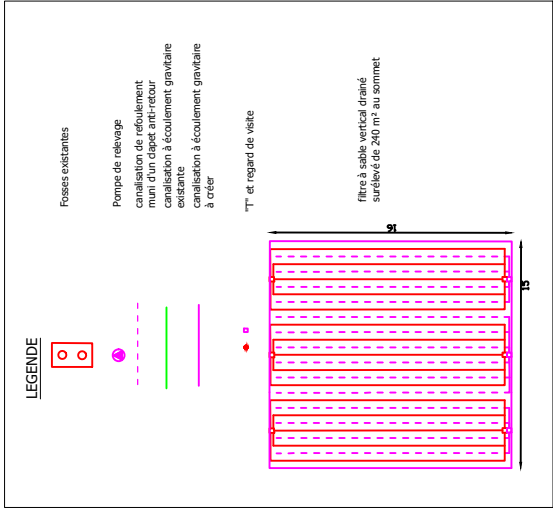 LEGENDE
Fosses existantes
Pompe de relevage
canalisation de refoulement
muni d'un clapet anti-retour
canalisation à écoulement gravitaire
existante
canalisation à écoulement gravitaire
à créer
"T" et regard de visite
filtre à sable vertical drainé
surélevé de 240 m² au sommet
16
15